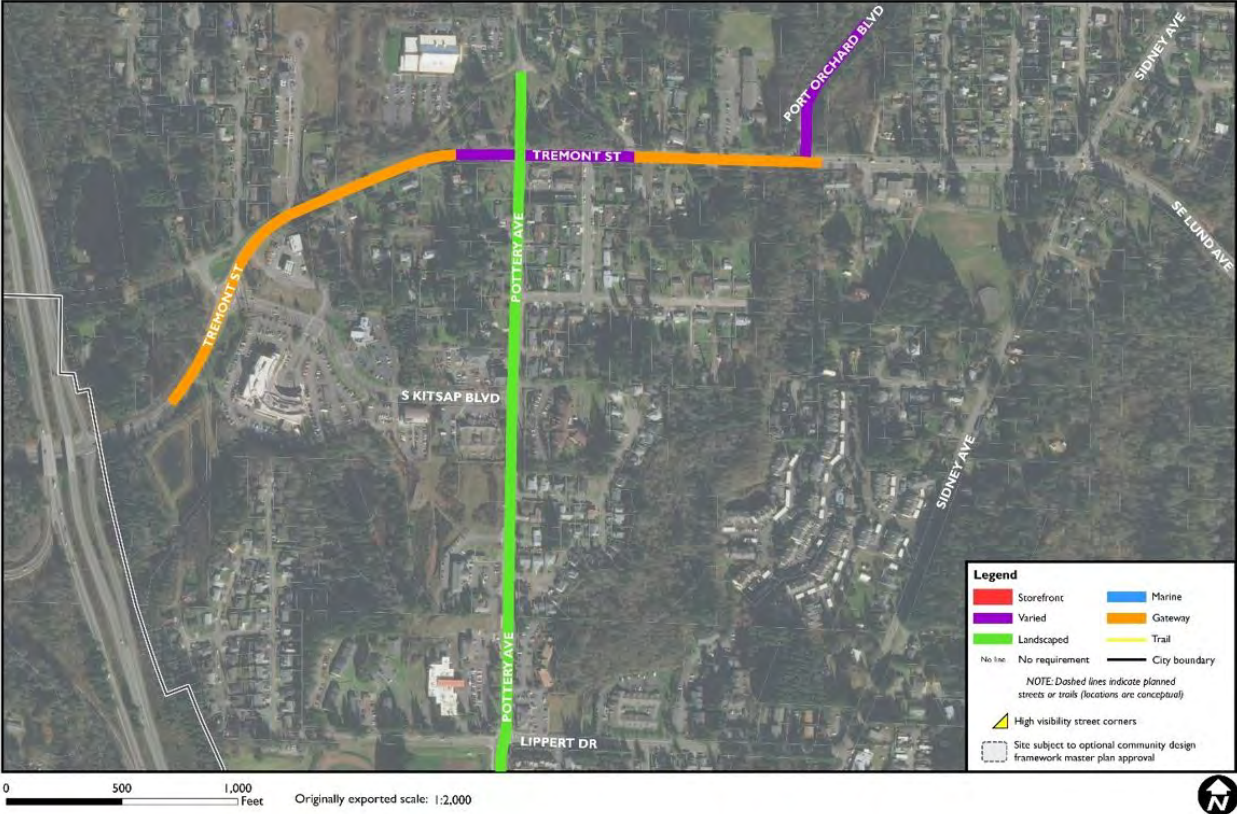 PORT ORCHARD BLVD
SIDNEY AVE
TREMONT ST
SE LUND AVE
POTTERY AVE
TREMONT ST
S KITSAP BLVD
SIDNEY AVE
POTTERY AVE
LIPPERT DR
Legend
Storefront
Marine
Varied
Gateway
Landscaped
Trail
No line No requirement
City boundary
NOTE: Dashed lines indicate planned
streets or trails (locations are conceptual)
High visibility street corners
Site subject to optional community design
framework master plan approval
0 500 1,000
Feet
Originally exported scale: 1:2,000
N